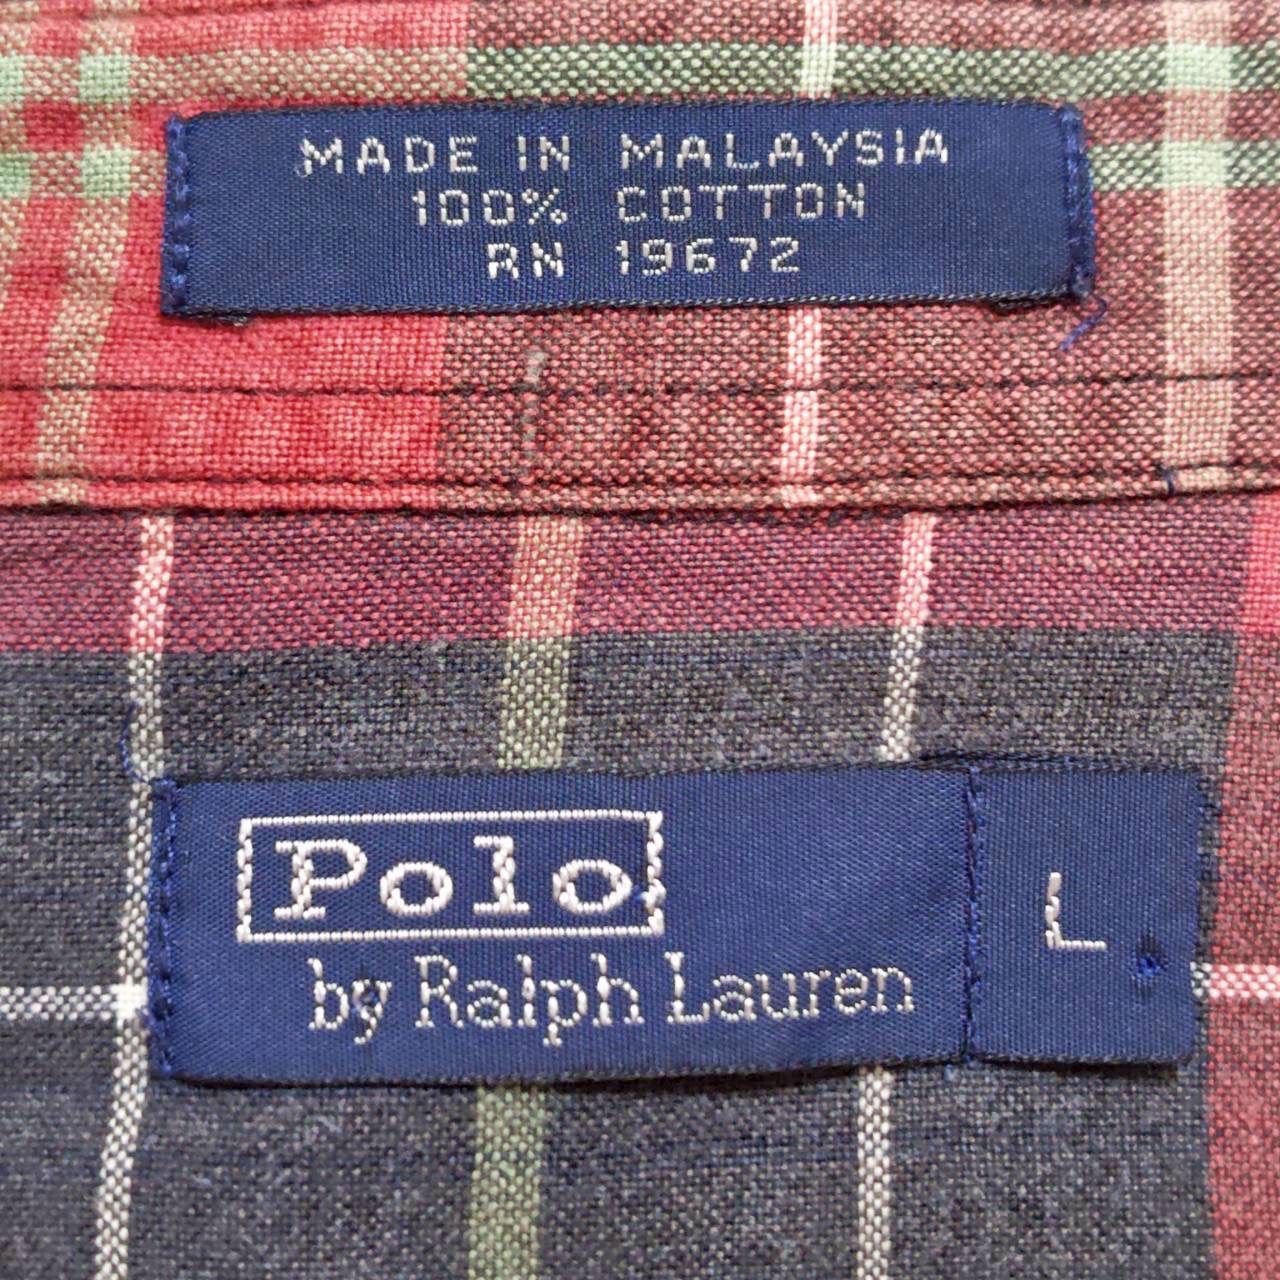 MADE IN MALAYSIA
100% COTTON
RN 19672
Polo
by Ralph Lauren
L